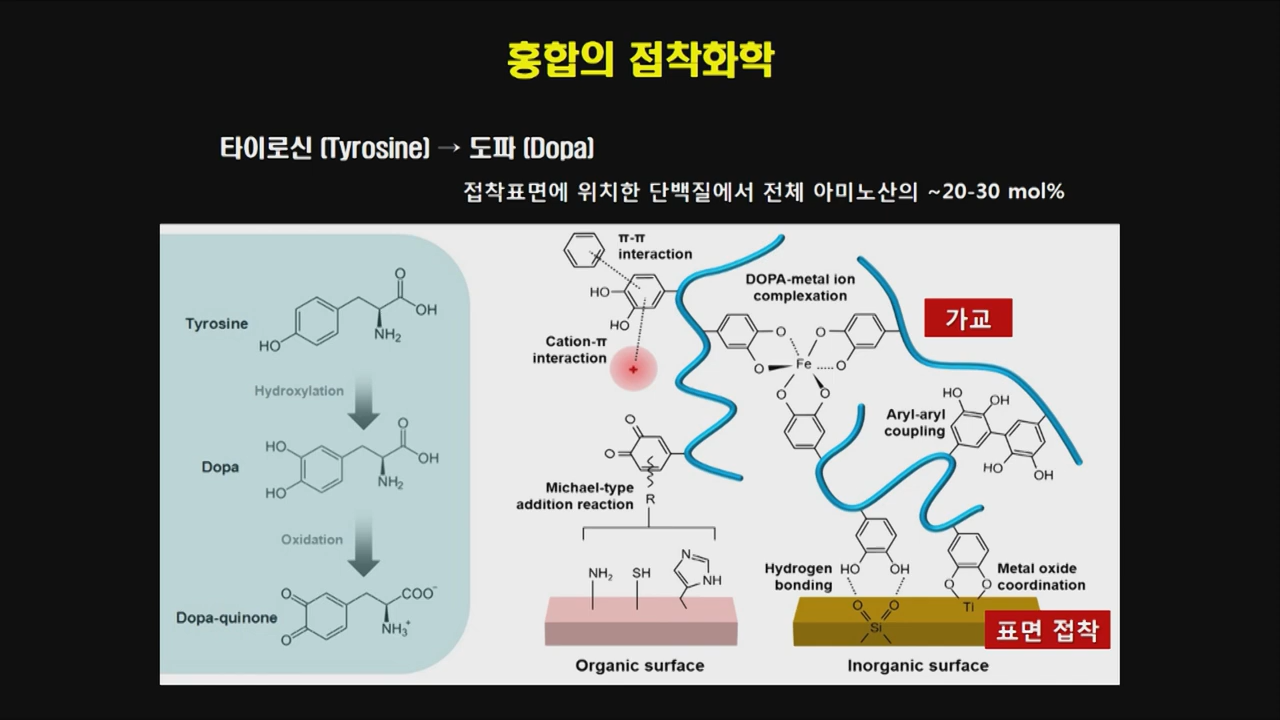 홍합의 접착화학
타이로신 (Tyrosine) → 도파 (Dopa)
접착표면에 위치한 단백질에서 전체 아미노산의 ~20-30 mol%
Tyrosine
HO
O
OH
NH₂
Hydroxylation
Dopa
HO
HO
O
OH
NH₂
Oxidation
Dopa-quinone
O
O
COO⁻
NH₃⁺
π-π
interaction
HO
HO
Cation-π
interaction
+
DOPA-metal ion
complexation
O
O
O
O
Fe
O
O
가교
Aryl-aryl
coupling
HO
OH
HO
OH
O
O
Michael-type
addition reaction
R
NH₂
SH
N
NH
Organic surface
Hydrogen
bonding
HO
OH
O
O
Si
Metal oxide
coordination
O
O
Ti
표면 접착
Inorganic surface